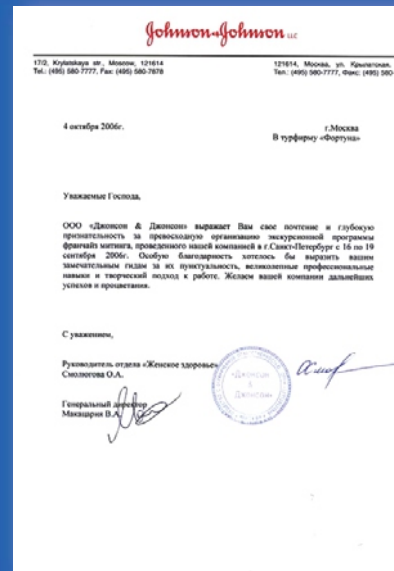 Johnson & Johnson LLC
17/2, Krylatskaya str., Moscow, 121614
Tel.: (495) 580-7777, Fax: (495) 580-7878
121614, Москва, ул. Крылатская,
Тел.: (495) 580-7777, Факс: (495) 580-
4 октября 2006г.
г.Москва
В турфирму «Фортуна»
Уважаемые Господа,
ООО «Джонсон & Джонсон» выражает Вам свое почтение и глубокую
признательность за превосходную организацию экскурсионной программы
франчайз митинга, проведенного нашей компанией в г.Санкт-Петербург с 16 по 19
сентября 2006г. Особую благодарность хотелось бы выразить вашим
замечательным гидам за их пунктуальность, великолепные профессиональные
навыки и творческий подход к работе. Желаем вашей компании дальнейших
успехов и процветания.
С уважением,
Руководитель отдела «Женское здоровье»
Смолюгова О.А.
Генеральный директор
Манацария В.А.
«Джонсон
&
Джонсон»